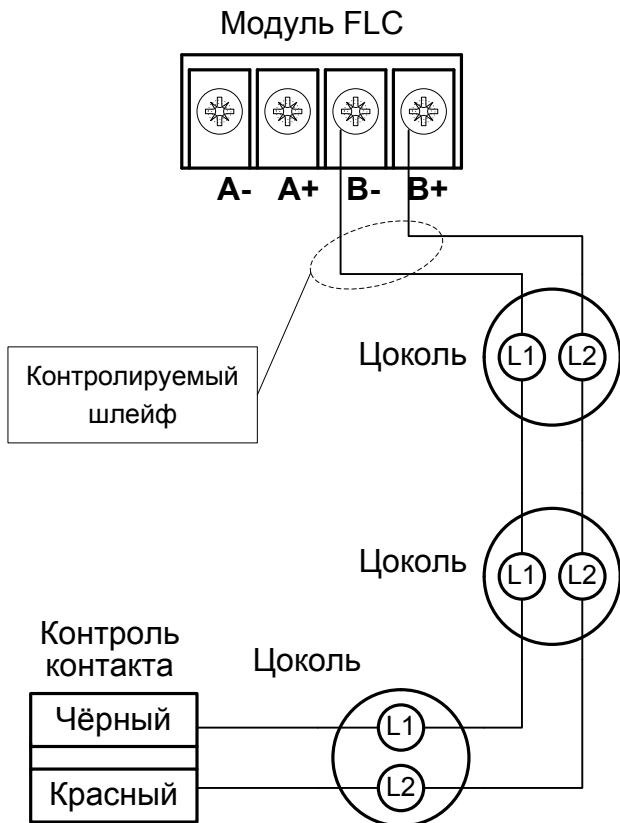 Модуль FLC
A- A+ B- B+
Контролируемый
шлейф
Цоколь
L1 L2
Цоколь
L1 L2
Контроль
контакта
Цоколь
Чёрный
L1
Красный
L2